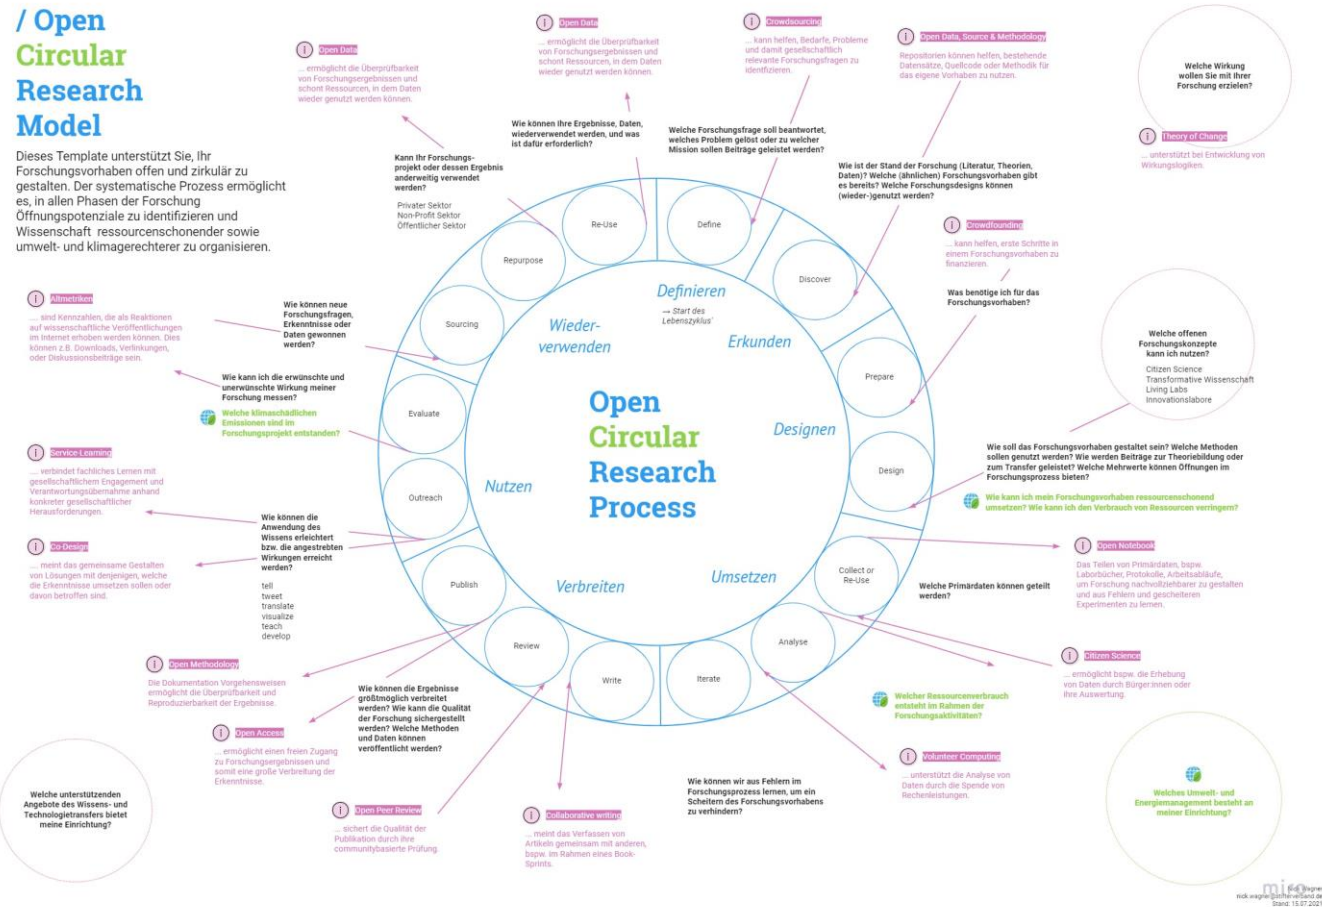 / Open
Circular
Research
Model
Dieses Template unterstützt Sie, Ihr
Forschungsvorhaben offen und zirkulär zu
gestalten. Der systematische Prozess ermöglicht
es, in allen Phasen der Forschung
Öffnungspotenziale zu identifizieren und
Wissenschaft ressourcenschonender sowie
umwelt- und klimagerechterer zu organisieren.
i Open Data
... ermöglicht die Überprüfbarkeit
von Forschungsergebnissen und
schont Ressourcen, in dem Daten
wieder genutzt werden können.
i Open Data
... ermöglicht die Überprüfbarkeit
von Forschungsergebnissen und
schont Ressourcen, in dem Daten
wieder genutzt werden können.
i Crowdsourcing
... kann helfen, Bedarfe, Probleme
und damit gesellschaftlich
relevante Forschungsfragen zu
identifizieren.
i Open Data, Source & Methodology
Repositorien können helfen, bestehende
Datensätze, Quellcode oder Methodik für
das eigene Vorhaben zu nutzen.
Welche Wirkung
wollen Sie mit Ihrer
Forschung erzielen?
i Theory of Change
... unterstützt bei Entwicklung von
Wirkungslogiken.
Kann Ihr Forschungs-
projekt oder dessen Ergebnis
anderweitig verwendet
werden?
Privater Sektor
Non-Profit Sektor
Öffentlicher Sektor
Wie können Ihre Ergebnisse, Daten,
wiederverwendet werden, und was
ist dafür erforderlich?
Welche Forschungsfrage soll beantwortet,
welches Problem gelöst oder zu welcher
Mission sollen Beiträge geleistet werden?
Wie ist der Stand der Forschung (Literatur, Theorien,
Daten)? Welche (ähnlichen) Forschungsvorhaben gibt
es bereits? Welche Forschungsdesigns können
(wieder-)genutzt werden?
i Crowdfounding
... kann helfen, erste Schritte in
einem Forschungsvorhaben zu
finanzieren.
Was benötige ich für das
Forschungsvorhaben?
Welche offenen
Forschungskonzepte
kann ich nutzen?
Citizen Science
Transformative Wissenschaft
Living Labs
Innovationslabore
Wie soll das Forschungsvorhaben gestaltet sein? Welche Methoden
sollen genutzt werden? Wie werden Beiträge zur Theoriebildung oder
zum Transfer geleistet? Welche Mehrwerte können Öffnungen im
Forschungsprozess bieten?
Wie kann ich mein Forschungsvorhaben ressourcenschonend
umsetzen? Wie kann ich den Verbrauch von Ressourcen verringern?
i Altmetriken
.... sind Kennzahlen, die als Reaktionen
auf wissenschaftliche Veröffentlichungen
im Internet erhoben werden können. Dies
können z.B. Downloads, Verlinkungen,
oder Diskussionsbeiträge sein.
Wie können neue
Forschungsfragen,
Erkenntnisse oder
Daten gewonnen
werden?
Wie kann ich die erwünschte und
unerwünschte Wirkung meiner
Forschung messen?
Welche klimaschädlichen
Emissionen sind im
Forschungsprojekt entstanden?
i Service-Learning
.... verbindet fachliches Lernen mit
gesellschaftlichem Engagement und
Verantwortungsübernahme anhand
konkreter gesellschaftlicher
Herausforderungen.
i Co-Design
.... meint das gemeinsame Gestalten
von Lösungen mit denjenigen, welche
die Erkenntnisse umsetzen sollen oder
davon betroffen sind.
Wie können die
Anwendung des
Wissens erleichtert
bzw. die angestrebten
Wirkungen erreicht
werden?
tell
tweet
translate
visualize
teach
develop
Re-Use
Define
Repurpose
Discover
Sourcing
Prepare
Evaluate
Design
Outreach
Collect or
Re-Use
Publish
Analyse
Review
Iterate
Write
Definieren
→ Start des
Lebenszyklus'
Wieder-
verwenden
Erkunden
Designen
Nutzen
Umsetzen
Verbreiten
Open
Circular
Research
Process
Welche Primärdaten können geteilt
werden?
i Open Notebook
Das Teilen von Primärdaten, bspw.
Laborbücher, Protokolle, Arbeitsabläufe,
um Forschung nachvollziehbarer zu gestalten
und aus Fehlern und gescheiteren
Experimenten zu lernen.
i Citizen Science
... ermöglicht bspw. die Erhebung
von Daten durch Bürger:innen oder
ihre Auswertung.
Welcher Ressourcenverbrauch
entsteht im Rahmen der
Forschungsaktivitäten?
i Volunteer Computing
... unterstützt die Analyse von
Daten durch die Spende von
Rechenleistungen.
Wie können wir aus Fehlern im
Forschungsprozess lernen, um ein
Scheitern des Forschungsvorhabens
zu verhindern?
i Open Methodology
Die Dokumentation Vorgehensweisen
ermöglicht die Überprüfbarkeit und
Reproduzierbarkeit der Ergebnisse.
i Open Access
... ermöglicht einen freien Zugang
zu Forschungsergebnissen und
somit eine große Verbreitung der
Erkenntnisse.
Wie können die Ergebnisse
größtmöglich verbreitet
werden? Wie kann die Qualität
der Forschung sichergestellt
werden? Welche Methoden
und Daten können
veröffentlicht werden?
i Open Peer Review
... sichert die Qualität der
Publikation durch ihre
communitybasierte Prüfung.
i Collaborative writing
... meint das Verfassen von
Artikeln gemeinsam mit anderen,
bspw. im Rahmen eines Book-
Sprints.
Welche unterstützenden
Angebote des Wissens- und
Technologietransfers bietet
meine Einrichtung?
Welches Umwelt- und
Energiemanagement besteht an
meiner Einrichtung?
miro
Nick Wagner
nick.wagner@stifterverband.de
Stand: 15.07.2021